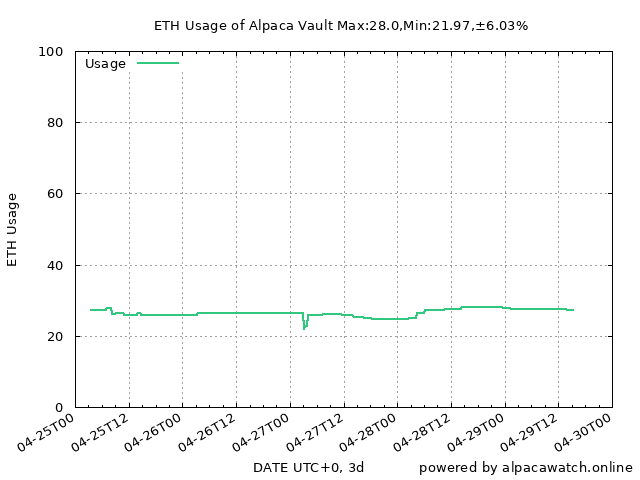 ETH Usage of Alpaca Vault Max:28.0,Min:21.97,±6.03%
Usage
100
80
60
40
20
0
ETH Usage
04-25T00
04-25T12
04-26T00
04-26T12
04-27T00
04-27T12
04-28T00
04-28T12
04-29T00
04-29T12
04-30T00
DATE UTC+0, 3d
powered by alpacawatch.online